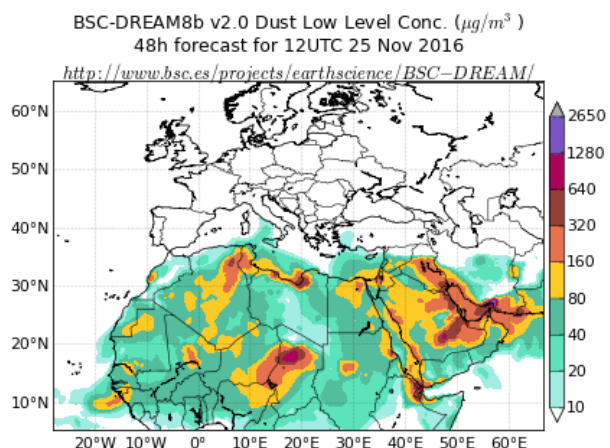 BSC-DREAM8b v2.0 Dust Low Level Conc. (μg/m³ )
48h forecast for 12UTC 25 Nov 2016
http://www.bsc.es/projects/earthscience/BSC−DREAM/
60°N
50°N
40°N
30°N
20°N
10°N
20°W 10°W 0° 10°E 20°E 30°E 40°E 50°E 60°E
2650
1280
640
320
160
80
40
20
10